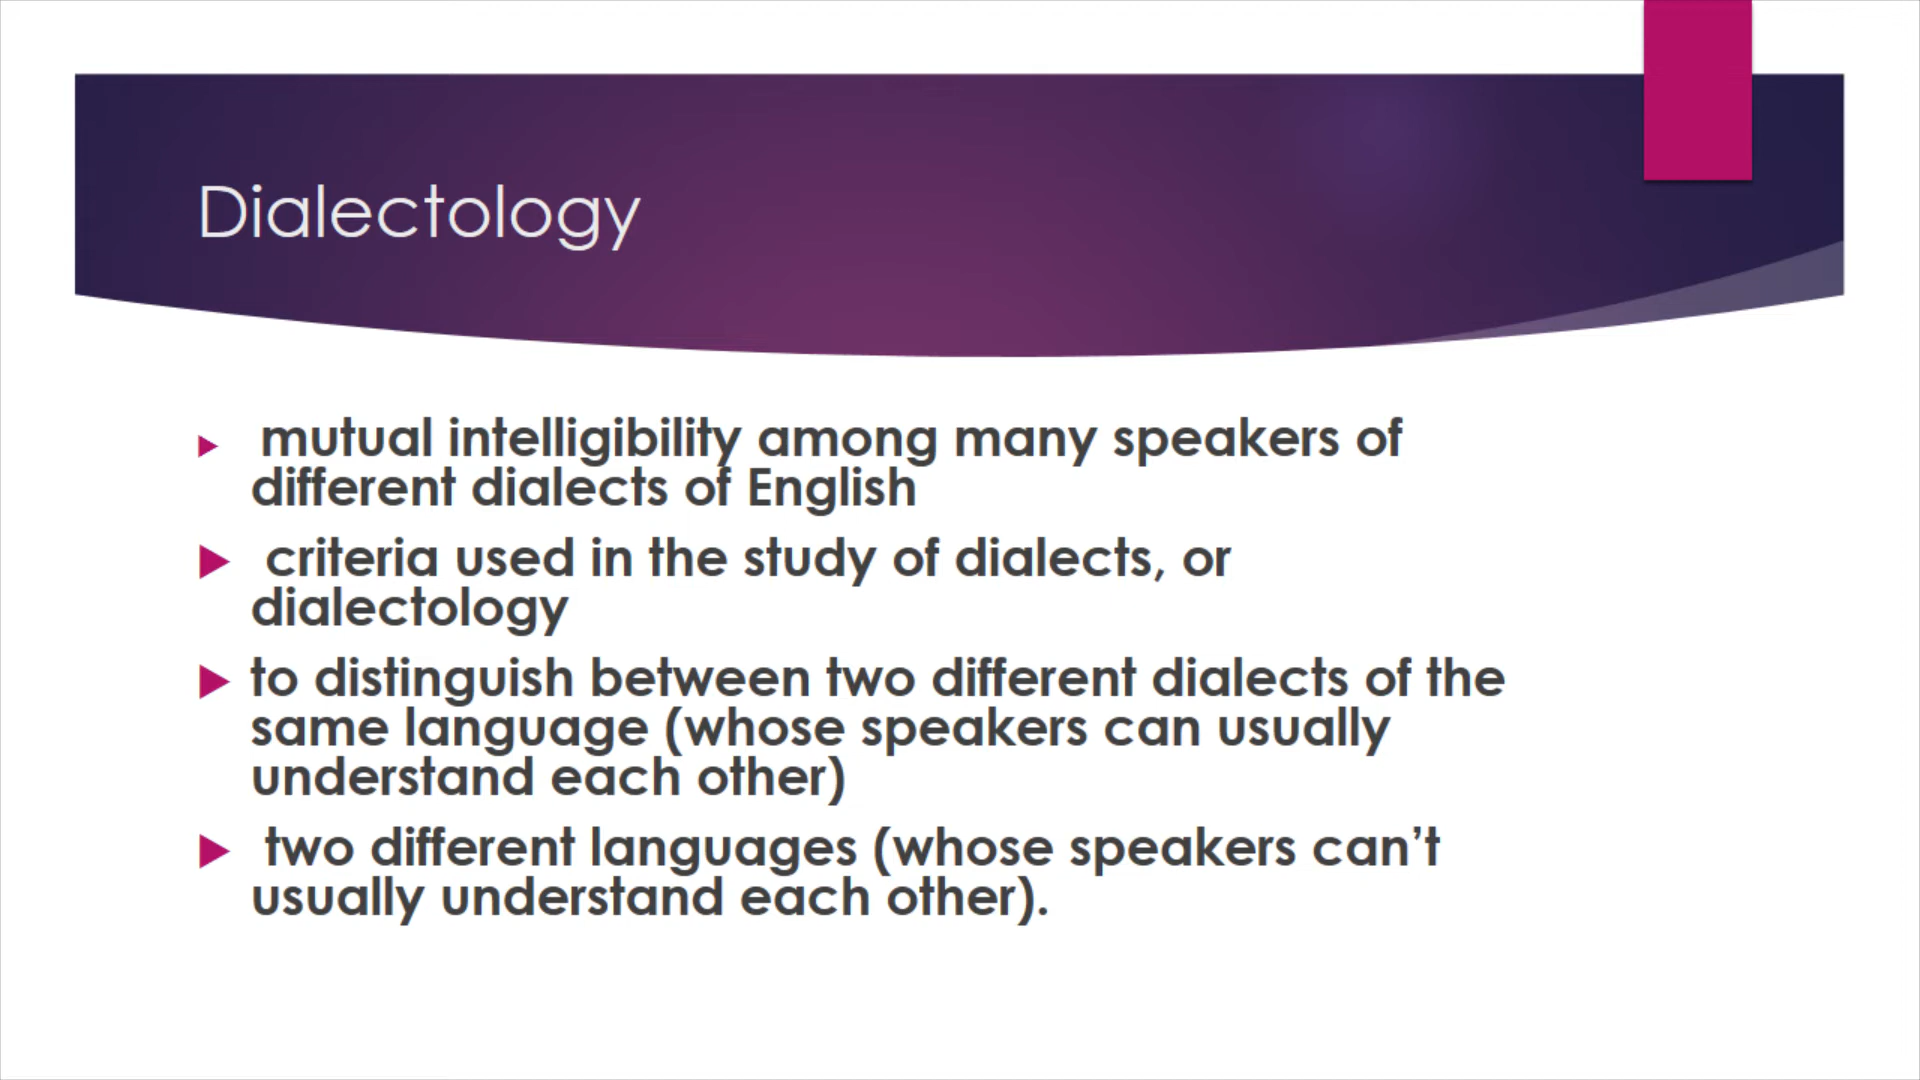 Dialectology
mutual intelligibility among many speakers of
different dialects of English
criteria used in the study of dialects, or
dialectology
to distinguish between two different dialects of the
same language (whose speakers can usually
understand each other)
two different languages (whose speakers can’t
usually understand each other).